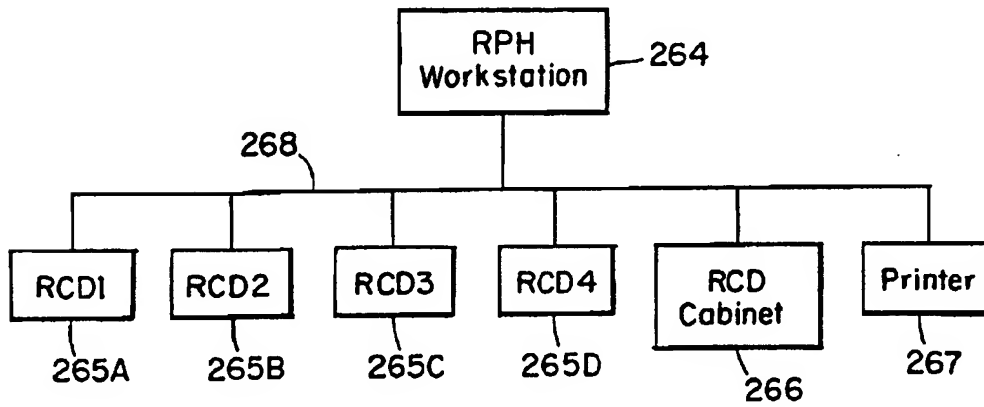 RPH
Workstation
264
268
RCD1
RCD2
RCD3
RCD4
RCD
Cabinet
Printer
265A
265B
265C
265D
266
267